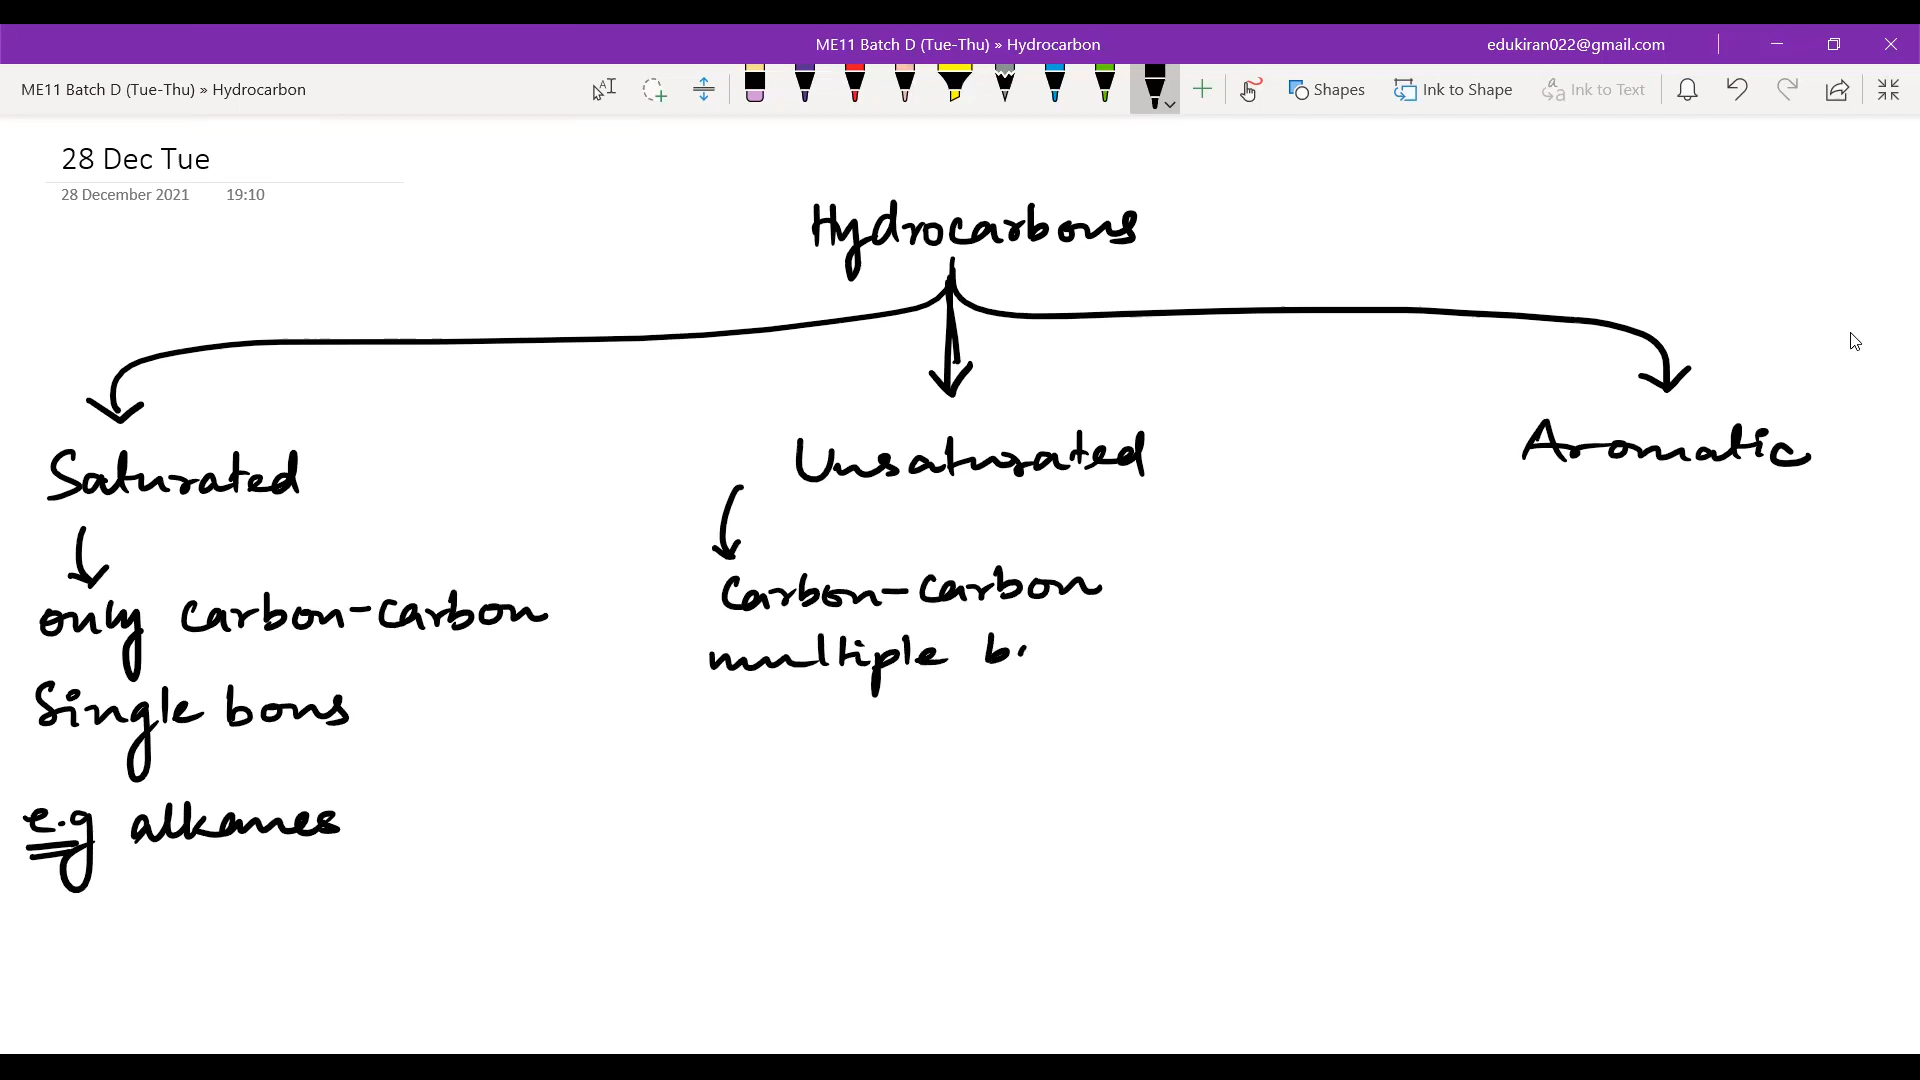 ME11 Batch D (Tue-Thu) » Hydrocarbon
edukiran022@gmail.com
ME11 Batch D (Tue-Thu) » Hydrocarbon
Shapes
Ink to Shape
Ink to Text
28 Dec Tue
28 December 2021 19:10
Hydrocarbons
Saturated
Unsaturated
Aromatic
only carbon-carbon
Single bons
e.g alkanes
Carbon-carbon
multiple b